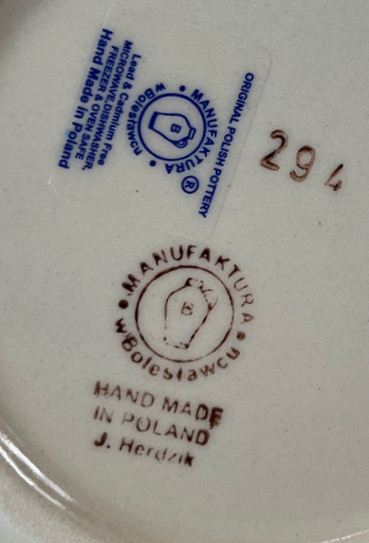 ORIGINAL POLISH POTTERY
MANUFAKTURA ®
w Bolesławcu
B
Lead & Cadmium Free
MICROWAVE, DISHWASHER,
FREEZER & OVEN SAFE.
Hand Made in Poland
294
MANUFAKTURA
w Bolesławcu
B
HAND MADE
IN POLAND
J. Herdzik